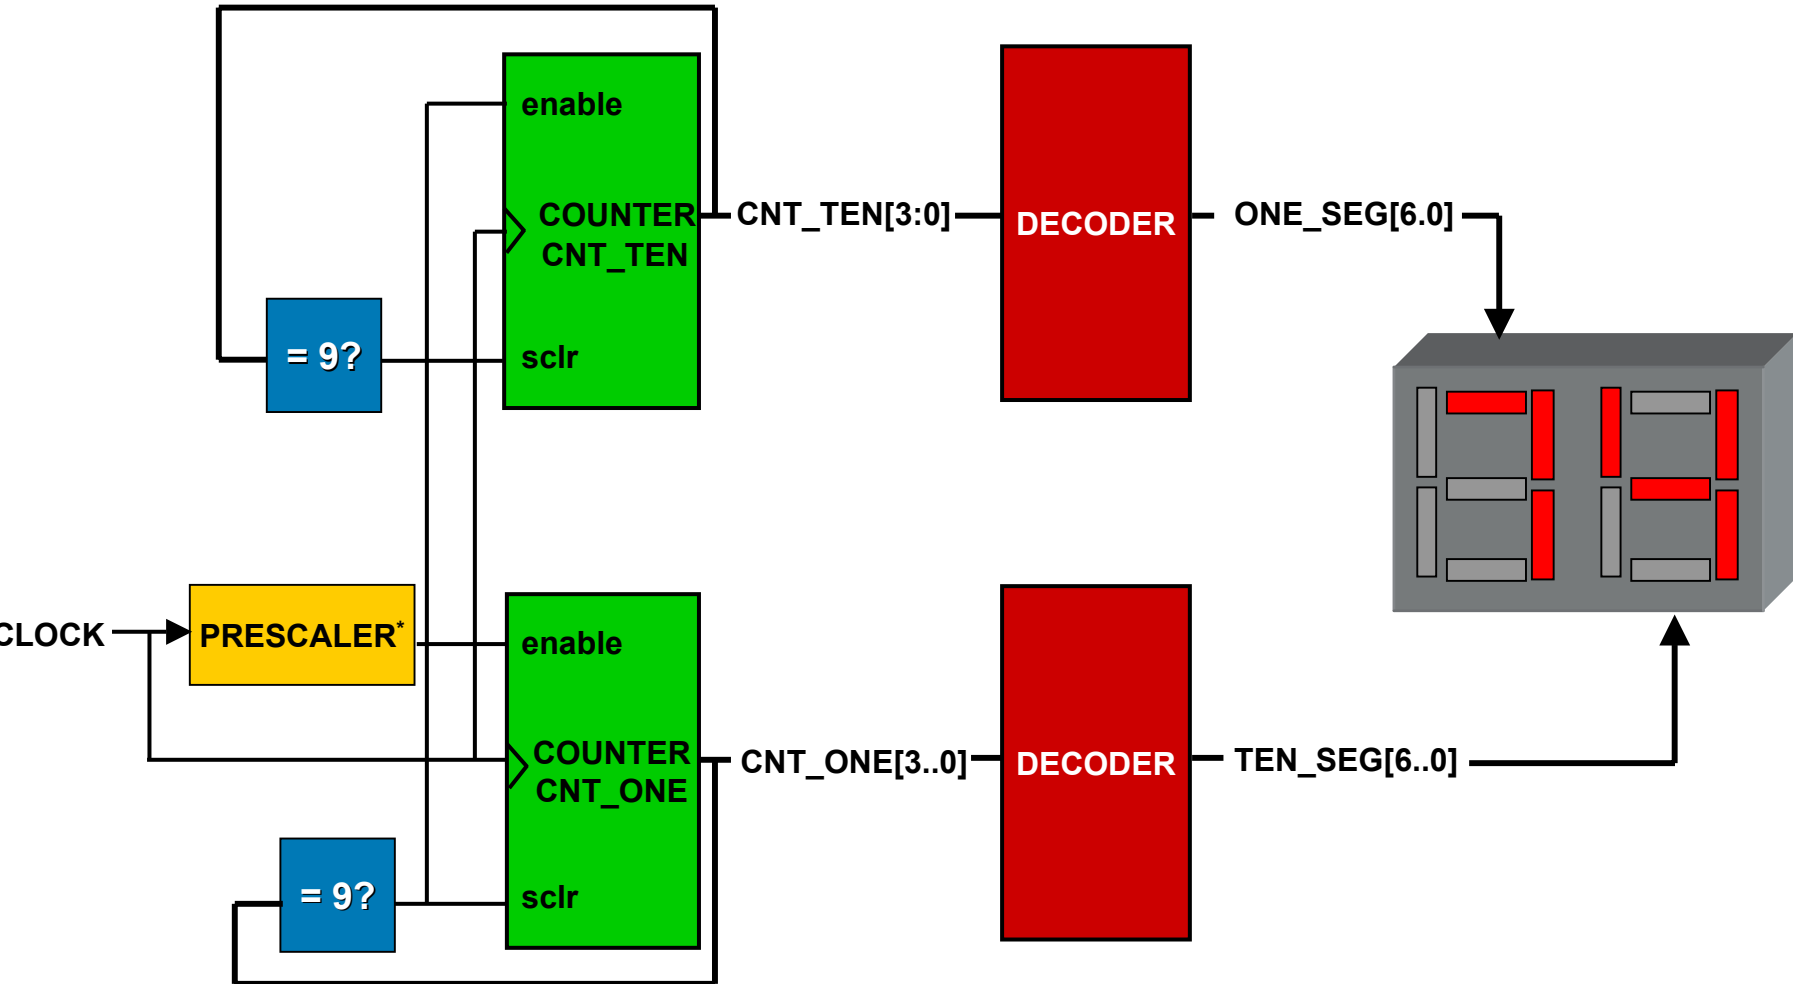 enable
COUNTER
CNT_TEN
sclr
= 9?
CNT_TEN[3:0]
DECODER
ONE_SEG[6.0]
CLOCK
PRESCALER*
enable
COUNTER
CNT_ONE
sclr
= 9?
CNT_ONE[3..0]
DECODER
TEN_SEG[6..0]